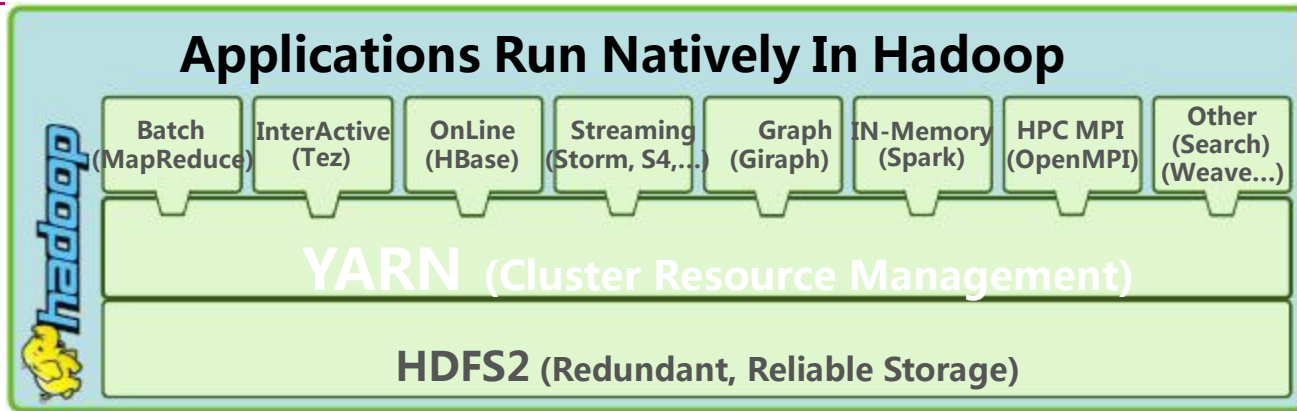 Applications Run Natively In Hadoop
Batch
(MapReduce)
InterActive
(Tez)
OnLine
(HBase)
Streaming
(Storm, S4,...)
Graph
(Giraph)
IN-Memory
(Spark)
HPC MPI
(OpenMPI)
Other
(Search)
(Weave...)
hadoop
YARN (Cluster Resource Management)
HDFS2 (Redundant, Reliable Storage)